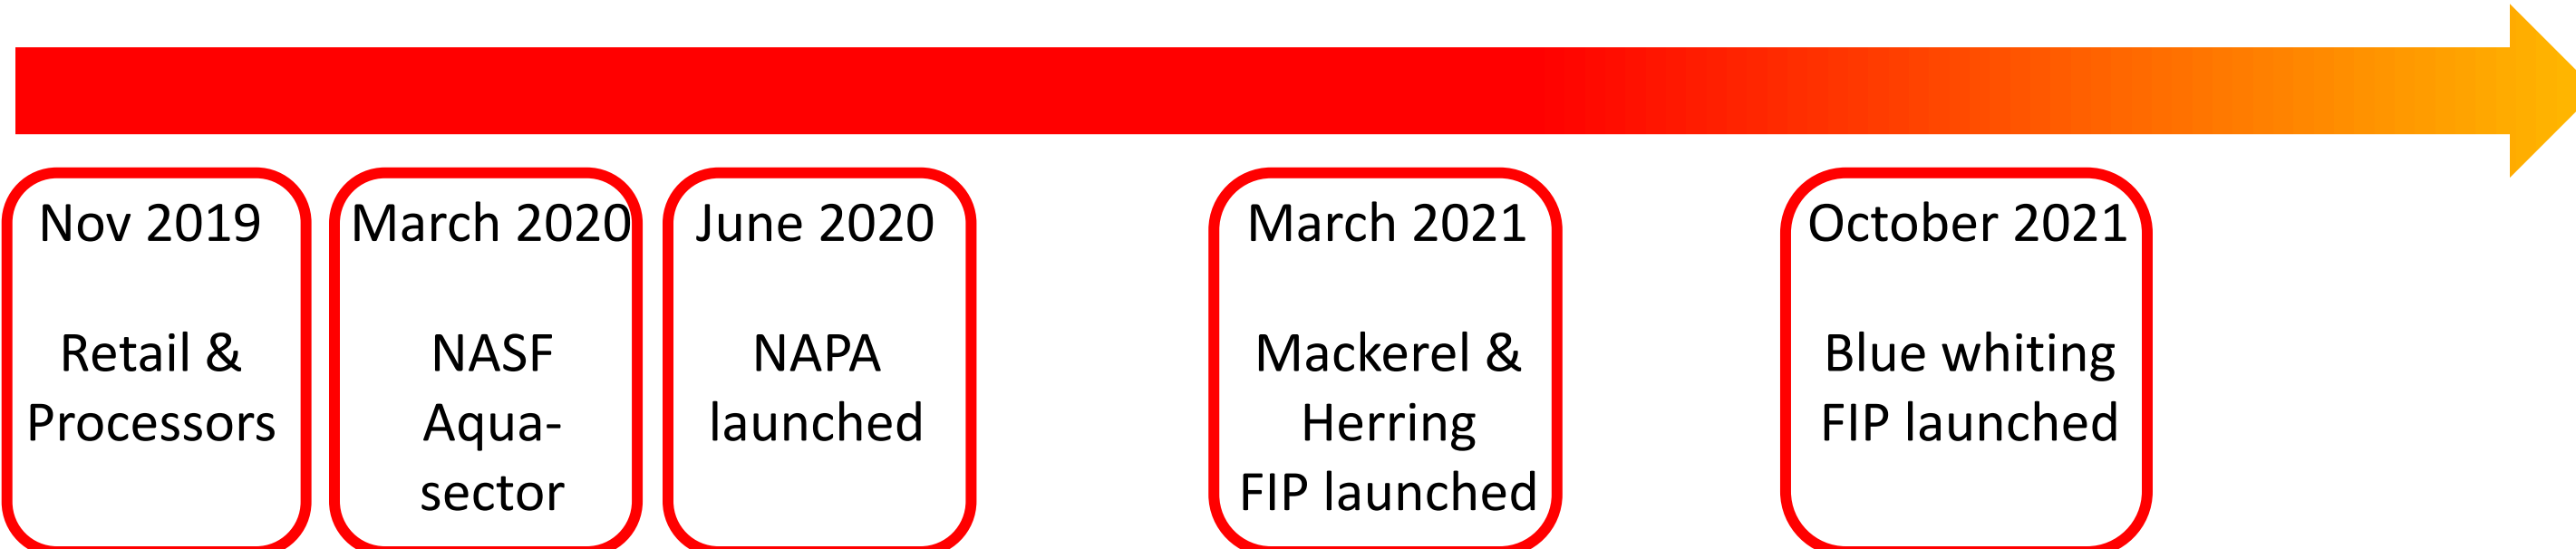 Nov 2019
Retail &
Processors
March 2020
NASF
Aqua-
sector
June 2020
NAPA
launched
March 2021
Mackerel &
Herring
FIP launched
October 2021
Blue whiting
FIP launched